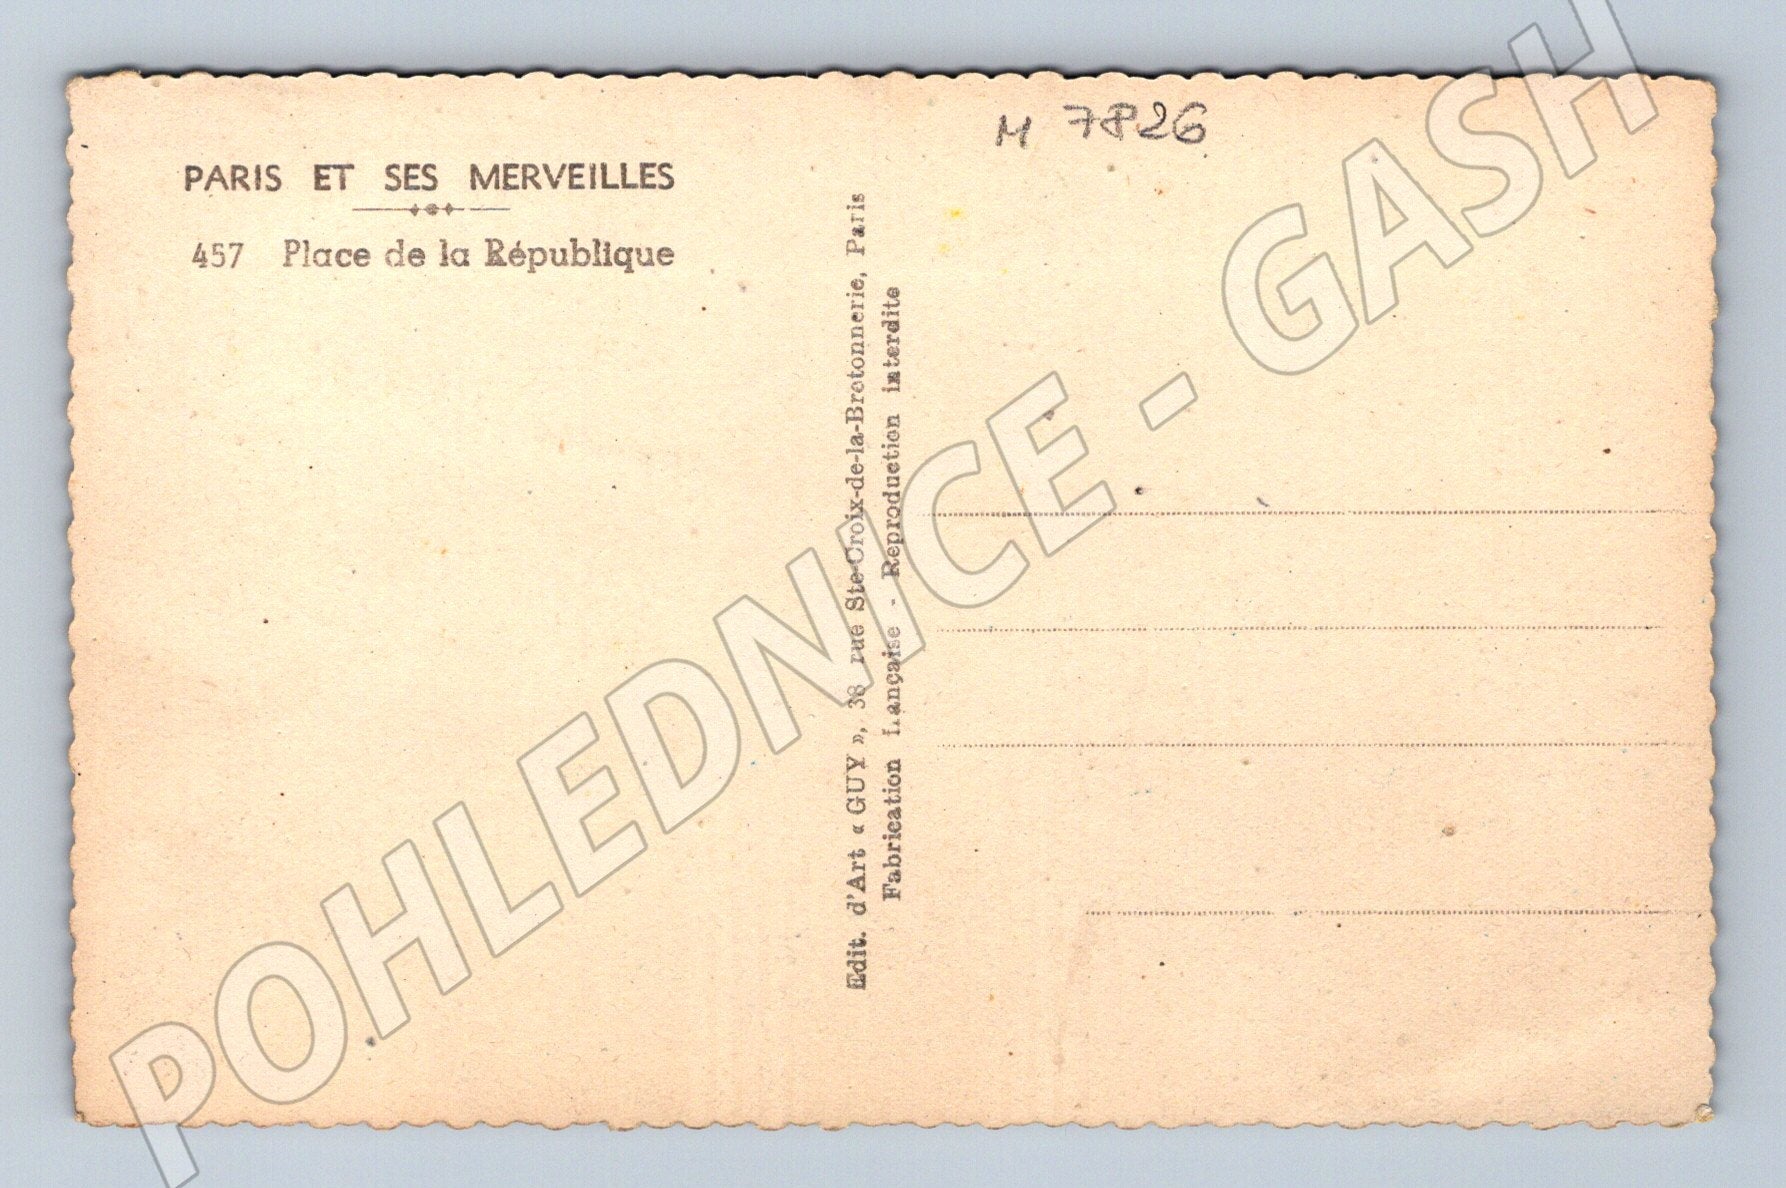 M 7826
PARIS ET SES MERVEILLES
457 Place de la République
Edit. d'Art « GUY », 38 rue Ste-Croix-de-la-Bretonnerie, Paris
Fabrication Française - Reproduction interdite
POHLEDNICE - GASH